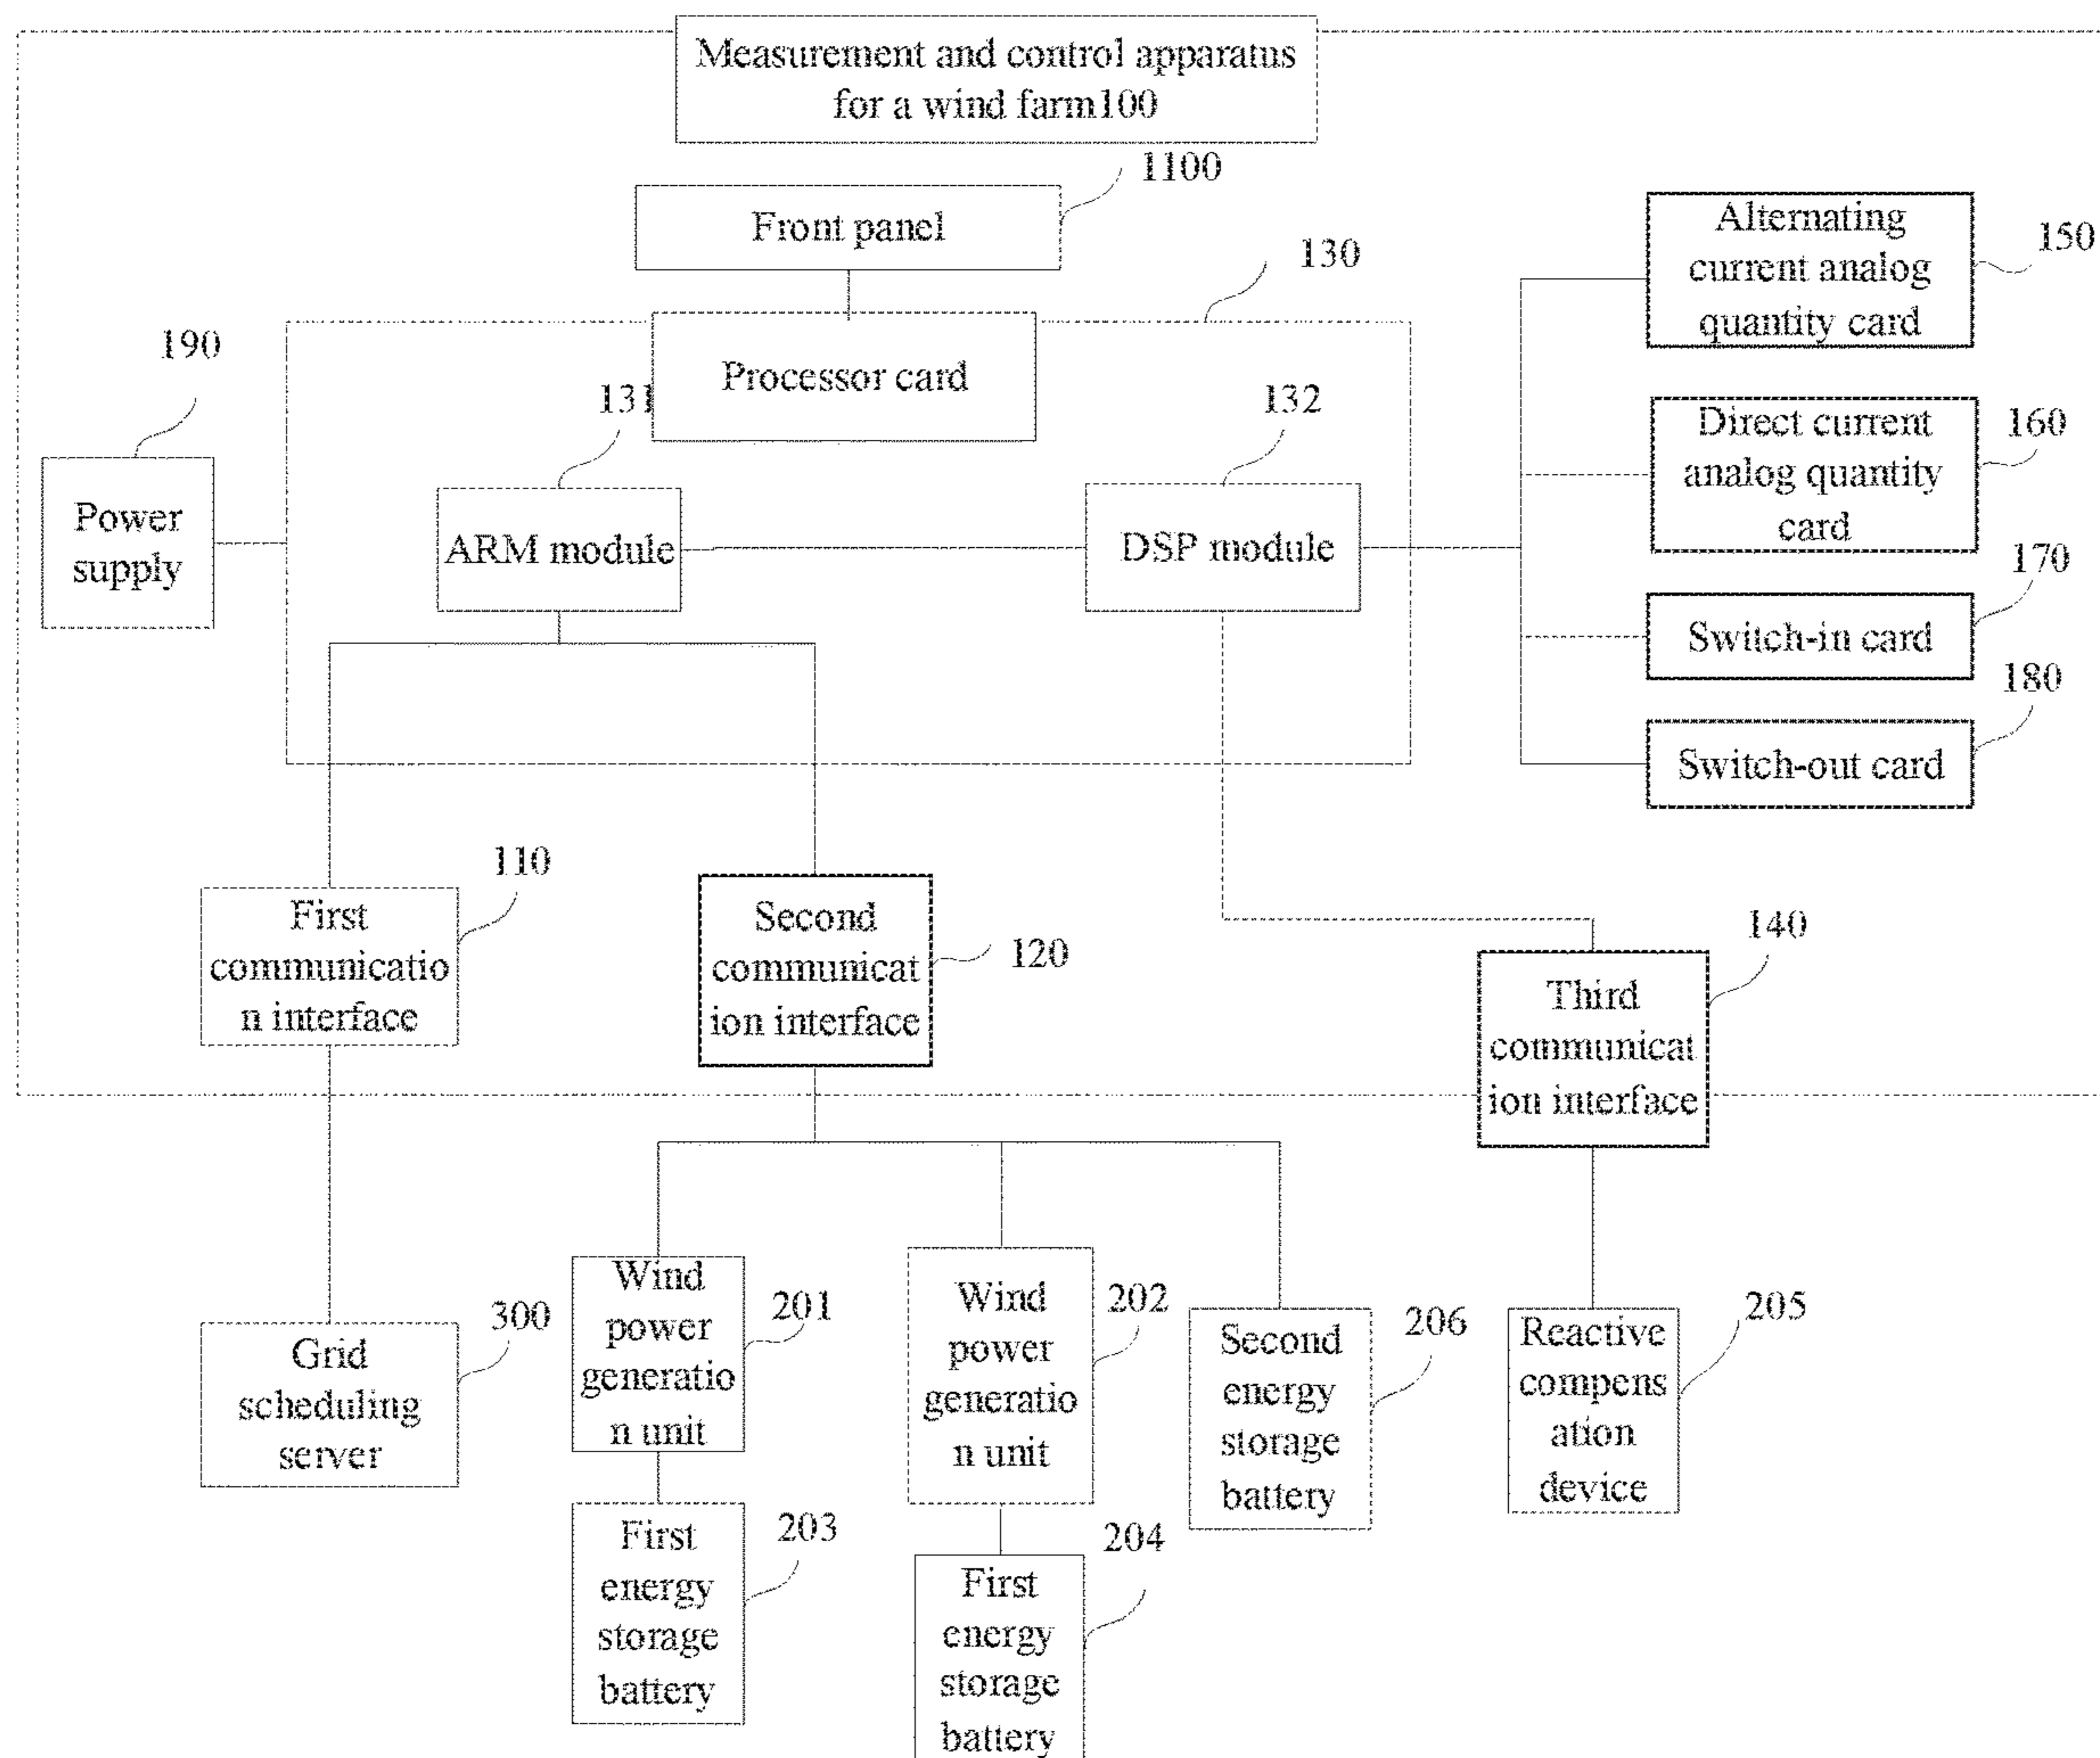 Measurement and control apparatus
for a wind farm100
1100
Front panel
130
Alternating
current analog
quantity card
150
190
Processor card
131
132
Direct current
analog quantity
card
160
Power
supply
ARM module
DSP module
170
Switch-in card
180
Switch-out card
110
First
communicatio
n interface
Second
communicat
ion interface
120
140
Third
communicat
ion interface
300
Grid
scheduling
server
Wind
power
generatio
n unit
201
Wind
power
generatio
n unit
202
Second
energy
storage
battery
206
Reactive
compens
ation
device
205
First
energy
storage
battery
203
First
energy
storage
battery
204